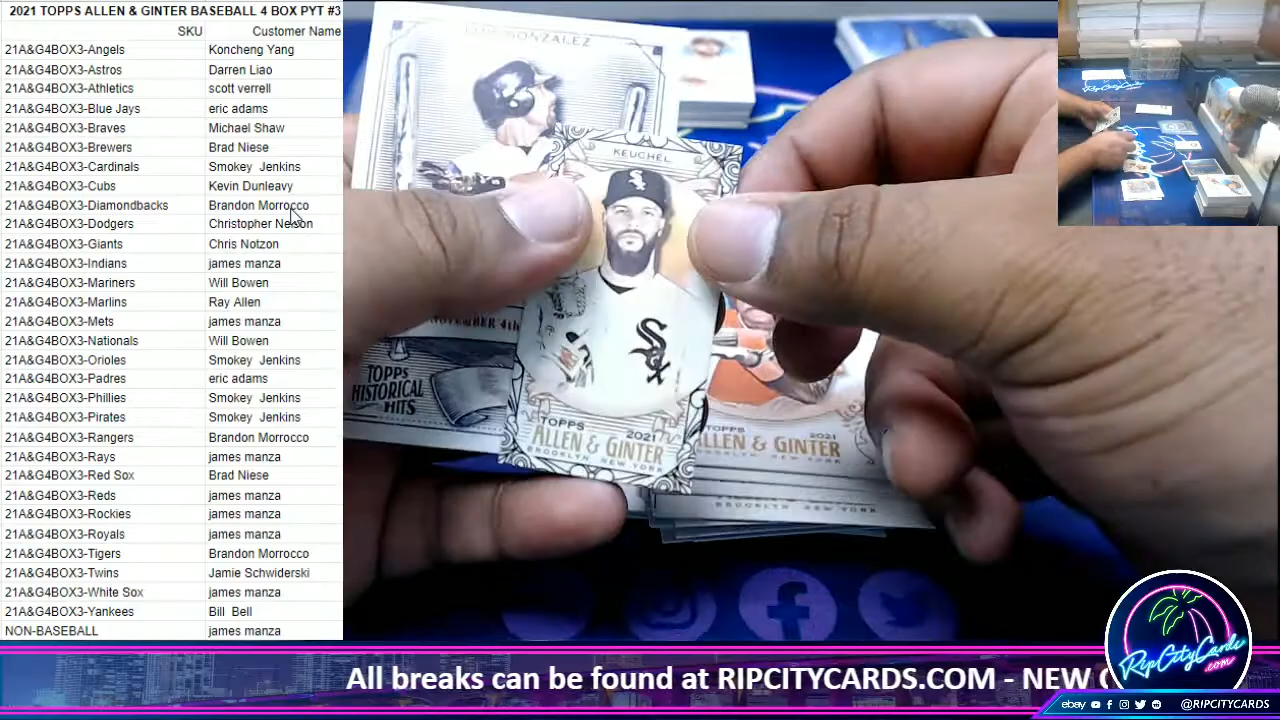 2021 TOPPS ALLEN & GINTER BASEBALL 4 BOX PYT #3
SKU Customer Name
21A&G4BOX3-Angels Koncheng Yang
21A&G4BOX3-Astros Darren Liao
21A&G4BOX3-Athletics scott verrell
21A&G4BOX3-Blue Jays eric adams
21A&G4BOX3-Braves Michael Shaw
21A&G4BOX3-Brewers Brad Niese
21A&G4BOX3-Cardinals Smokey Jenkins
21A&G4BOX3-Cubs Kevin Dunleavy
21A&G4BOX3-Diamondbacks Brandon Morrocco
21A&G4BOX3-Dodgers Christopher Nelson
21A&G4BOX3-Giants Chris Notzon
21A&G4BOX3-Indians james manza
21A&G4BOX3-Mariners Will Bowen
21A&G4BOX3-Marlins Ray Allen
21A&G4BOX3-Mets james manza
21A&G4BOX3-Nationals Will Bowen
21A&G4BOX3-Orioles Smokey Jenkins
21A&G4BOX3-Padres eric adams
21A&G4BOX3-Phillies Smokey Jenkins
21A&G4BOX3-Pirates Smokey Jenkins
21A&G4BOX3-Rangers Brandon Morrocco
21A&G4BOX3-Rays james manza
21A&G4BOX3-Red Sox Brad Niese
21A&G4BOX3-Reds james manza
21A&G4BOX3-Rockies james manza
21A&G4BOX3-Royals james manza
21A&G4BOX3-Tigers Brandon Morrocco
21A&G4BOX3-Twins Jamie Schwiderski
21A&G4BOX3-White Sox james manza
21A&G4BOX3-Yankees Bill Bell
NON-BASEBALL james manza
GONZALEZ
NOVEMBER 4th
TOPPS
HISTORICAL
HITS
KEUCHEL
Sox
TOPPS 2021
ALLEN & GINTER
BROOKLYN NEW YORK
TOPPS 2021
ALLEN & GINTER
BROOKLYN NEW YORK
BROOKLYN NEW YORK
All breaks can be found at RIPCITYCARDS.COM - NEW
RipCityCards
.com
ebay @RIPCITYCARDS